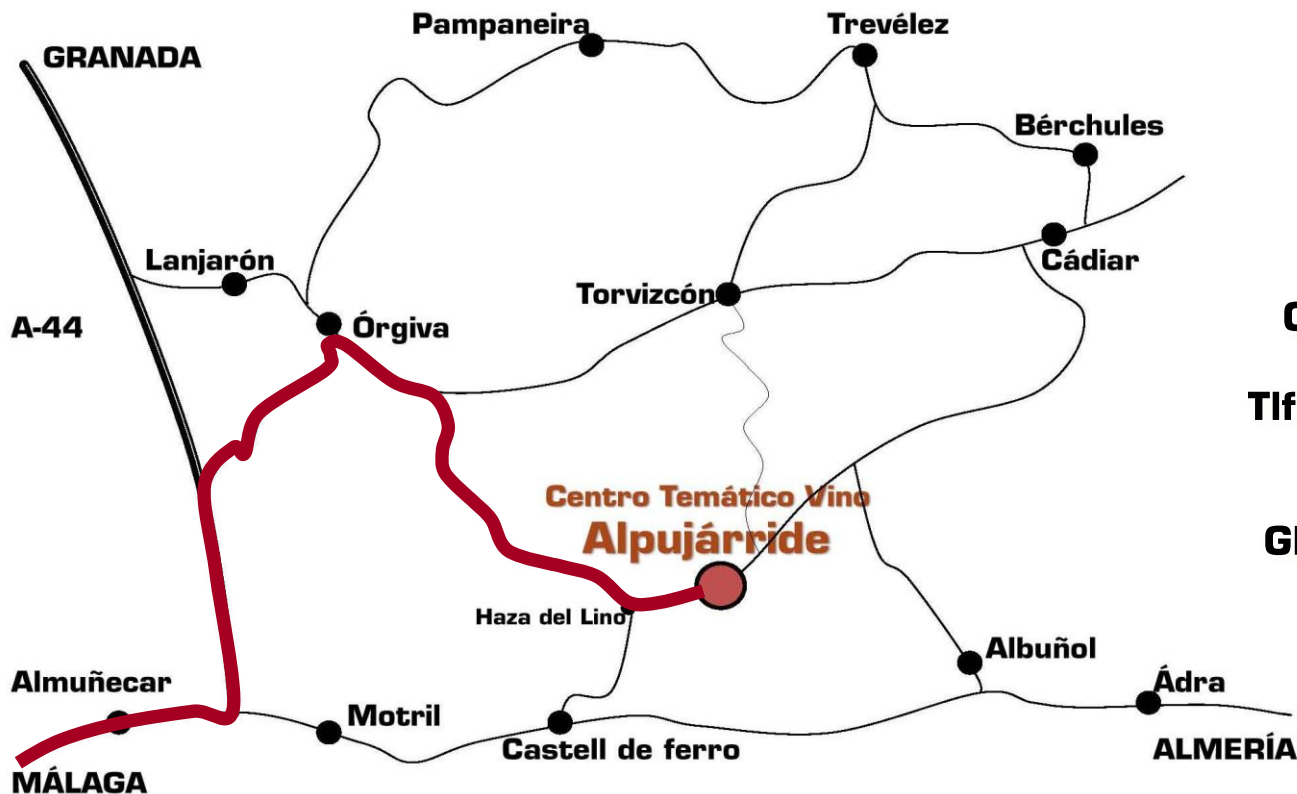 Pampaneira
Trevélez
GRANADA
Bérchules
Lanjarón
Cádiar
Torvizcón
A-44
Órgiva
Tlf
Centro Temático Vino
Alpujárride
Haza del Lino
Albuñol
Almuñecar
Ádra
Motril
Castell de ferro
ALMERÍA
MÁLAGA